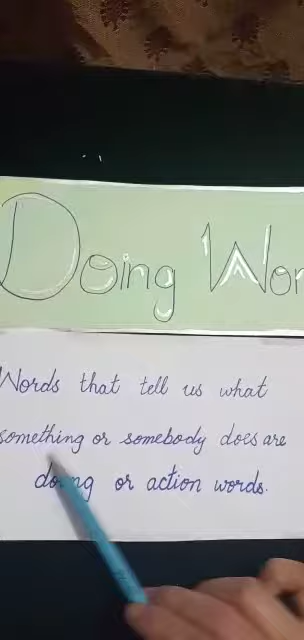 Doing Wor
Words that tell us what
something or somebody does are
doing or action words.